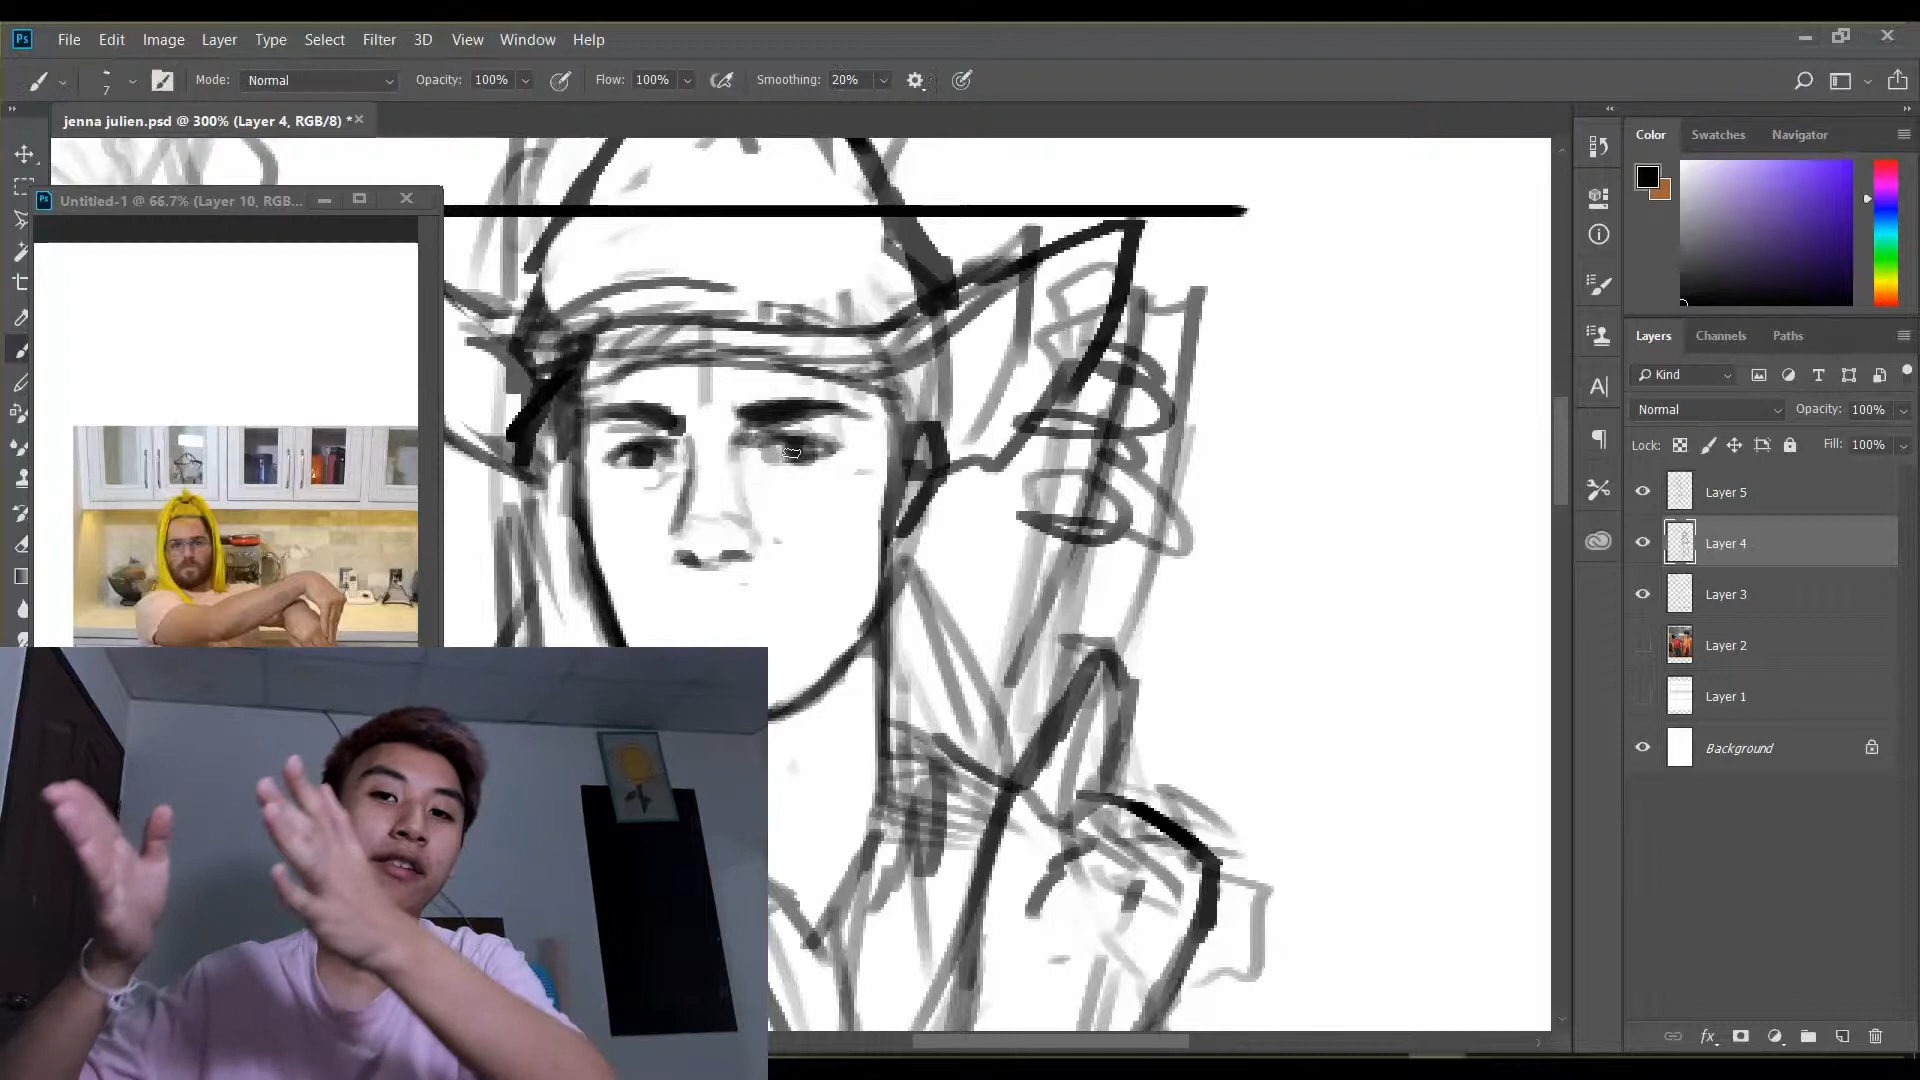 Ps File Edit Image Layer Type Select Filter 3D View Window Help
7 Mode: Normal Opacity: 100% Flow: 100% Smoothing: 20%
jenna julien.psd @ 300% (Layer 4, RGB/8) *
Ps Untitled-1 @ 66.7% (Layer 10, RGB...
Color Swatches Navigator
Layers Channels Paths
Kind
Normal Opacity: 100%
Lock: Fill: 100%
Layer 5
Layer 4
Layer 3
Layer 2
Layer 1
Background
fx